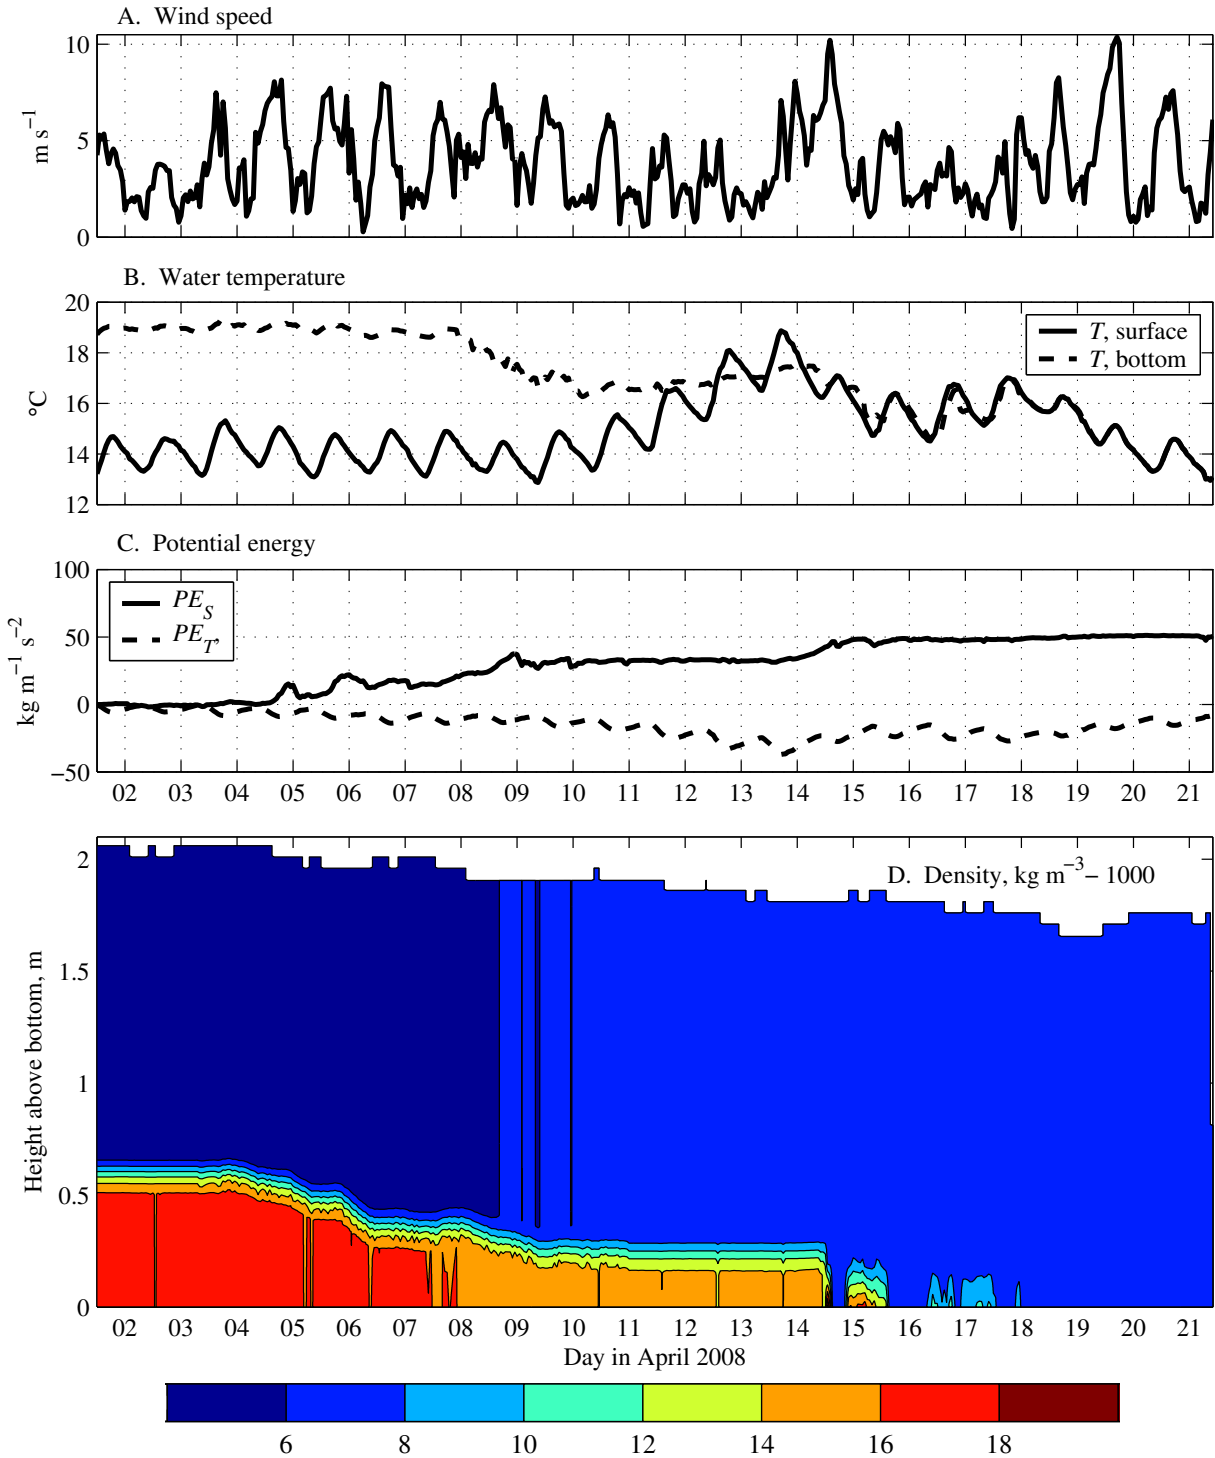 A. Wind speed
10
5
0
m s⁻¹
B. Water temperature
20
18
16
14
12
°C
T, surface
T, bottom
C. Potential energy
100
50
0
−50
kg m⁻¹ s⁻²
PE_S
PE_T'
02 03 04 05 06 07 08 09 10 11 12 13 14 15 16 17 18 19 20 21
D. Density, kg m⁻³ – 1000
2
1.5
1
0.5
0
Height above bottom, m
02 03 04 05 06 07 08 09 10 11 12 13 14 15 16 17 18 19 20 21
Day in April 2008
6 8 10 12 14 16 18